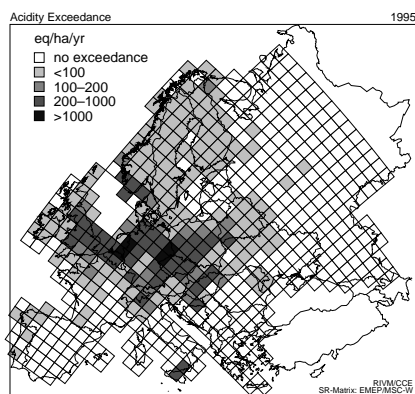 Acidity Exceedance 1995
eq/ha/yr
no exceedance
<100
100–200
200–1000
>1000
RIVM/CCE
SR-Matrix: EMEP/MSC-W